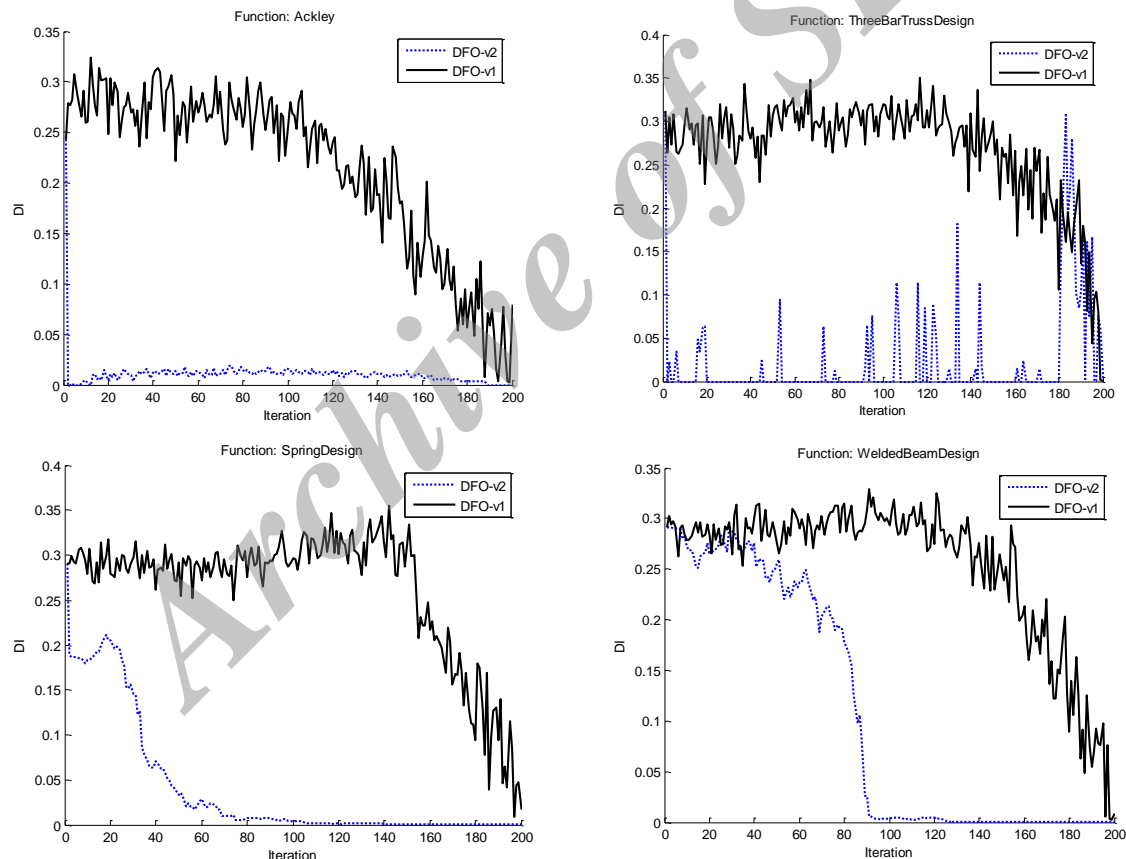 Function: Ackley
DFO-v2
DFO-v1
0.35
0.3
0.25
0.2
0.15
0.1
0.05
0
DI
0 20 40 60 80 100 120 140 160 180 200
Iteration
Function: ThreeBarTrussDesign
DFO-v2
DFO-v1
0.4
0.35
0.3
0.25
0.2
0.15
0.1
0.05
0
DI
0 20 40 60 80 100 120 140 160 180 200
Iteration
Function: SpringDesign
DFO-v2
DFO-v1
0.4
0.35
0.3
0.25
0.2
0.15
0.1
0.05
0
DI
0 20 40 60 80 100 120 140 160 180 200
Iteration
Function: WeldedBeamDesign
DFO-v2
DFO-v1
0.35
0.3
0.25
0.2
0.15
0.1
0.05
0
DI
0 20 40 60 80 100 120 140 160 180 200
Iteration
Archive of